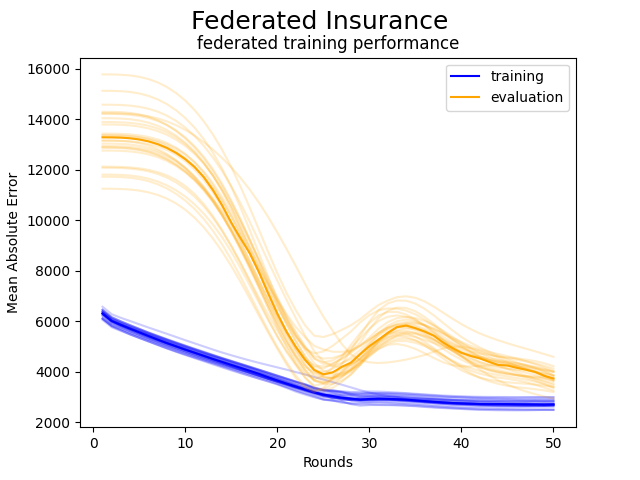 Federated Insurance
federated training performance
training
evaluation
Mean Absolute Error
16000
14000
12000
10000
8000
6000
4000
2000
0 10 20 30 40 50
Rounds